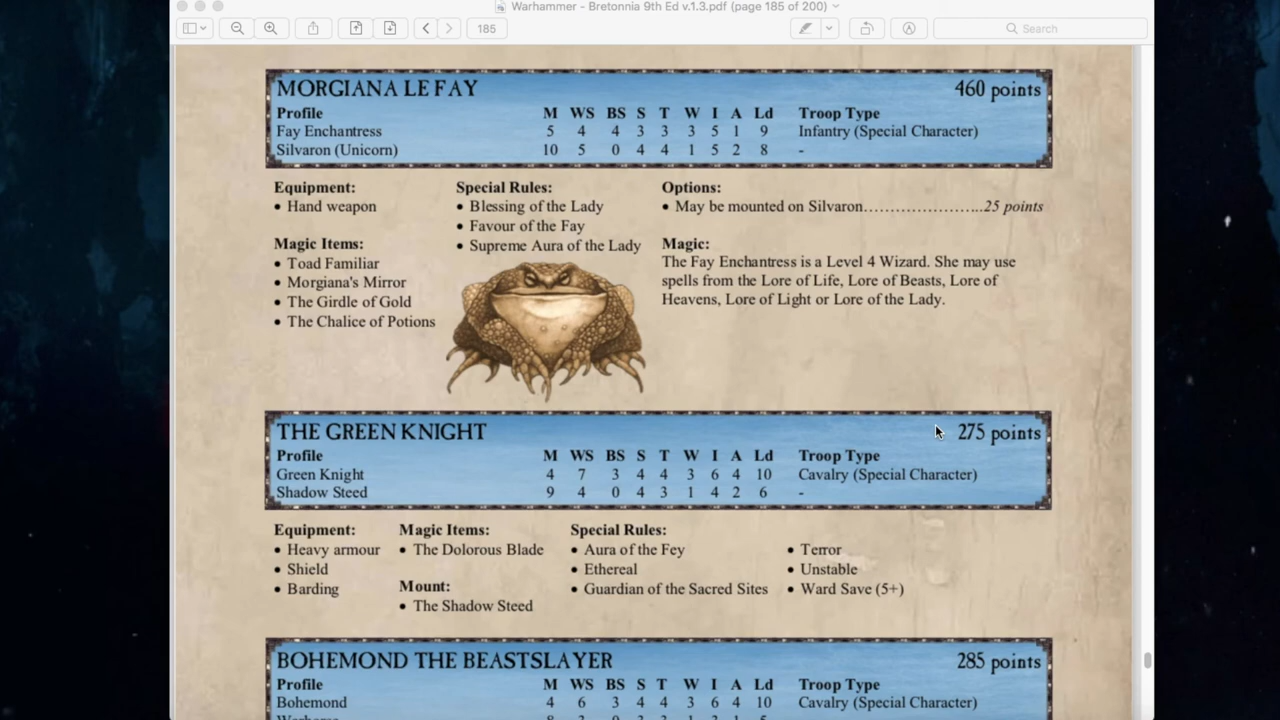 Warhammer - Bretonnia 9th Ed v.1.3.pdf (page 185 of 200)
185
Search
MORGIANA LE FAY 460 points
Profile M WS BS S T W I A Ld Troop Type
Fay Enchantress 5 4 4 3 3 3 5 1 9 Infantry (Special Character)
Silvaron (Unicorn) 10 5 0 4 4 1 5 2 8 -
Equipment:
• Hand weapon
Magic Items:
• Toad Familiar
• Morgiana's Mirror
• The Girdle of Gold
• The Chalice of Potions
Special Rules:
• Blessing of the Lady
• Favour of the Fay
• Supreme Aura of the Lady
Options:
• May be mounted on Silvaron……………………..25 points
Magic:
The Fay Enchantress is a Level 4 Wizard. She may use
spells from the Lore of Life, Lore of Beasts, Lore of
Heavens, Lore of Light or Lore of the Lady.
THE GREEN KNIGHT 275 points
Profile M WS BS S T W I A Ld Troop Type
Green Knight 4 7 3 4 4 3 6 4 10 Cavalry (Special Character)
Shadow Steed 9 4 0 4 3 1 4 2 6 -
Equipment:
• Heavy armour
• Shield
• Barding
Magic Items:
• The Dolorous Blade
Mount:
• The Shadow Steed
Special Rules:
• Aura of the Fey
• Ethereal
• Guardian of the Sacred Sites
• Terror
• Unstable
• Ward Save (5+)
BOHEMOND THE BEASTSLAYER 285 points
Profile M WS BS S T W I A Ld Troop Type
Bohemond 4 6 3 4 4 3 6 4 10 Cavalry (Special Character)